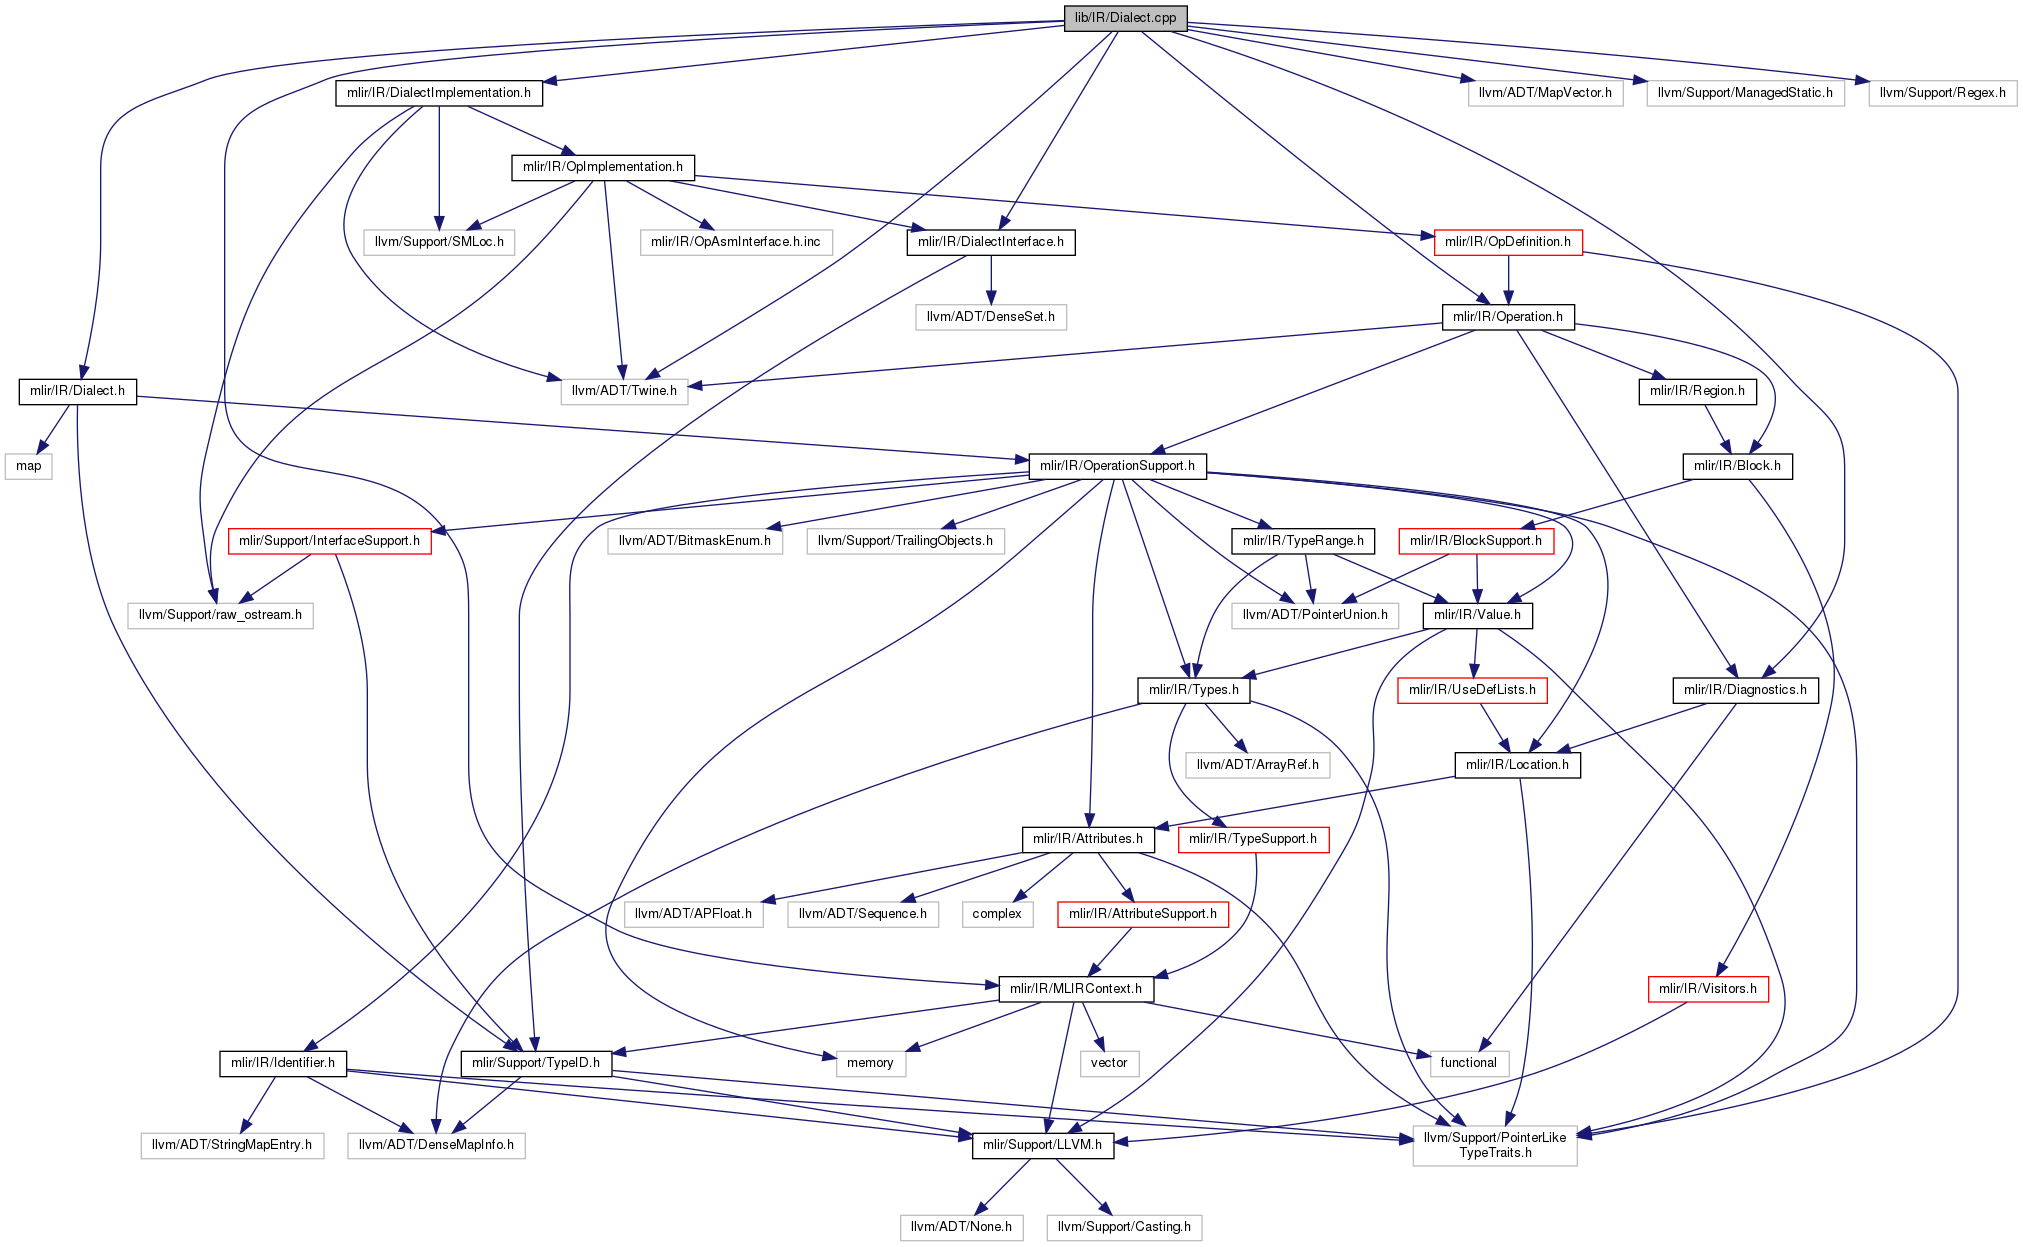 lib/IR/Dialect.cpp
mlir/IR/DialectImplementation.h
llvm/ADT/MapVector.h
llvm/Support/ManagedStatic.h
llvm/Support/Regex.h
mlir/IR/OpImplementation.h
llvm/Support/SMLoc.h
mlir/IR/OpAsmInterface.h.inc
mlir/IR/DialectInterface.h
mlir/IR/OpDefinition.h
llvm/ADT/DenseSet.h
mlir/IR/Operation.h
mlir/IR/Dialect.h
llvm/ADT/Twine.h
mlir/IR/Region.h
map
mlir/IR/OperationSupport.h
mlir/IR/Block.h
mlir/Support/InterfaceSupport.h
llvm/ADT/BitmaskEnum.h
llvm/Support/TrailingObjects.h
mlir/IR/TypeRange.h
mlir/IR/BlockSupport.h
llvm/Support/raw_ostream.h
llvm/ADT/PointerUnion.h
mlir/IR/Value.h
mlir/IR/Types.h
mlir/IR/UseDefLists.h
mlir/IR/Diagnostics.h
llvm/ADT/ArrayRef.h
mlir/IR/Location.h
mlir/IR/Attributes.h
mlir/IR/TypeSupport.h
llvm/ADT/APFloat.h
llvm/ADT/Sequence.h
complex
mlir/IR/AttributeSupport.h
mlir/IR/MLIRContext.h
mlir/IR/Visitors.h
mlir/IR/Identifier.h
mlir/Support/TypeID.h
memory
vector
functional
llvm/ADT/StringMapEntry.h
llvm/ADT/DenseMapInfo.h
mlir/Support/LLVM.h
llvm/Support/PointerLike
TypeTraits.h
llvm/ADT/None.h
llvm/Support/Casting.h